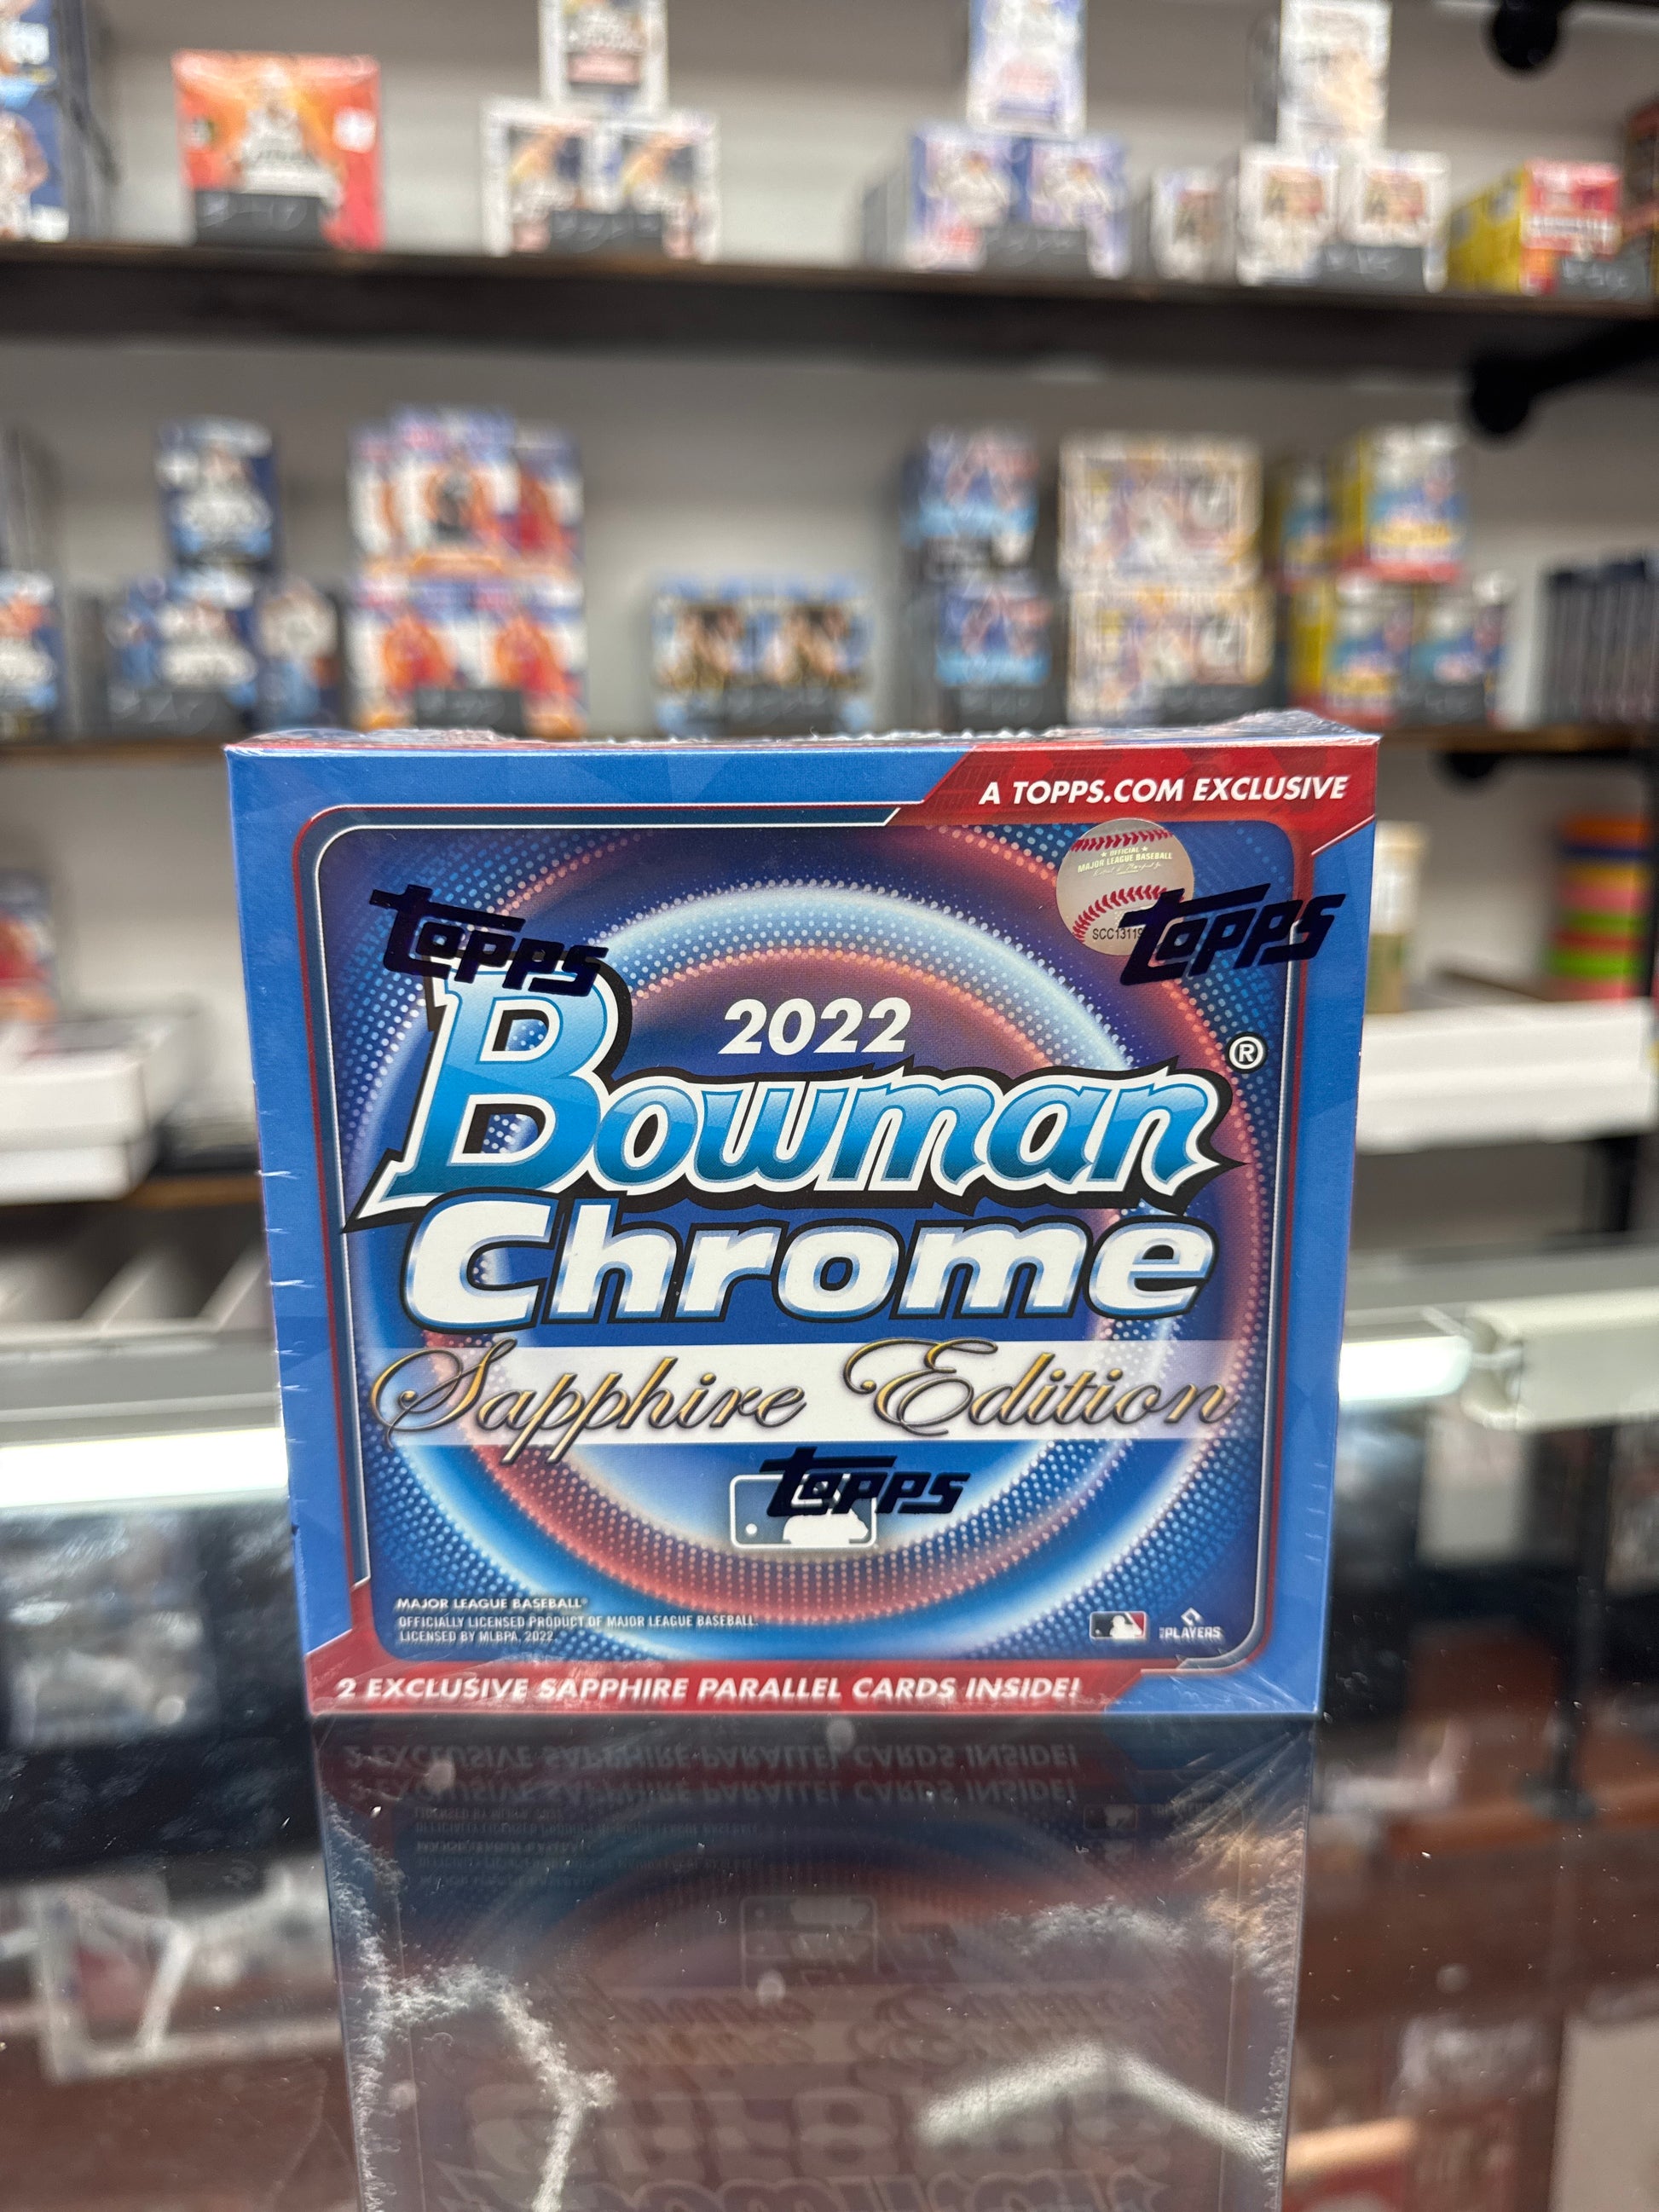 A TOPPS.COM EXCLUSIVE
★ OFFICIAL ★
MAJOR LEAGUE BASEBALL
SCC13119
topps
topps
2022
Bowman®
Chrome
Sapphire Edition
topps
MAJOR LEAGUE BASEBALL®
OFFICIALLY LICENSED PRODUCT OF MAJOR LEAGUE BASEBALL.
LICENSED BY MLBPA, 2022.
PLAYERS
2 EXCLUSIVE SAPPHIRE PARALLEL CARDS INSIDE!